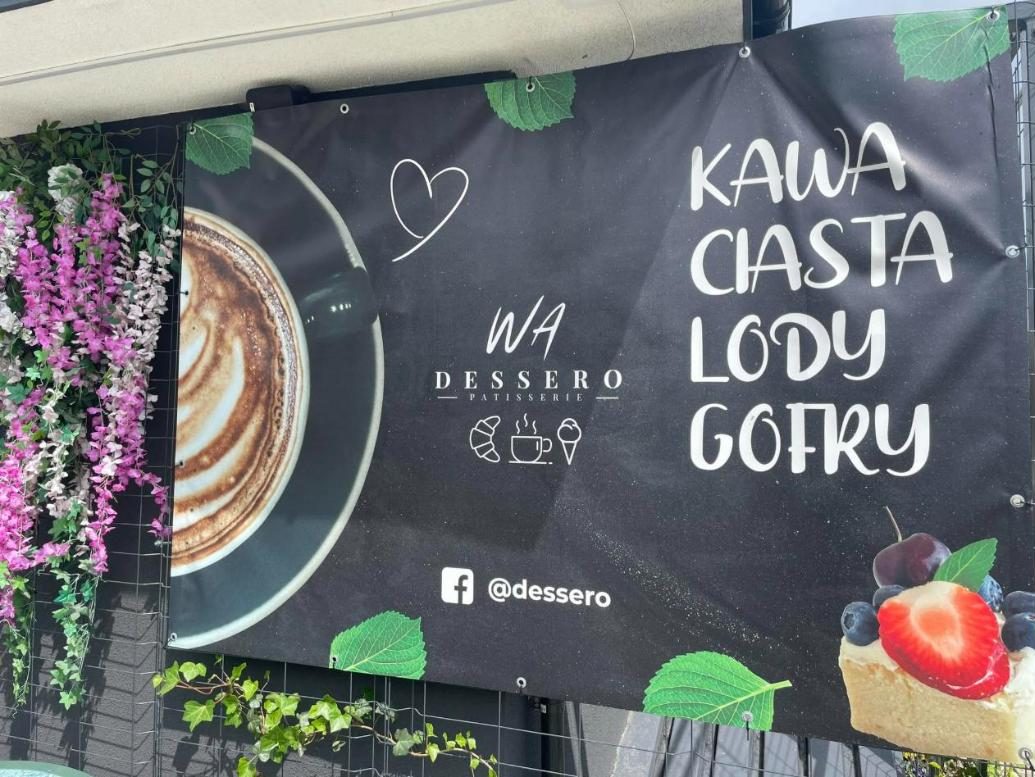 WA
DESSERO
PATISSERIE
@dessero
KAWA
CIASTA
LODY
GOFRY